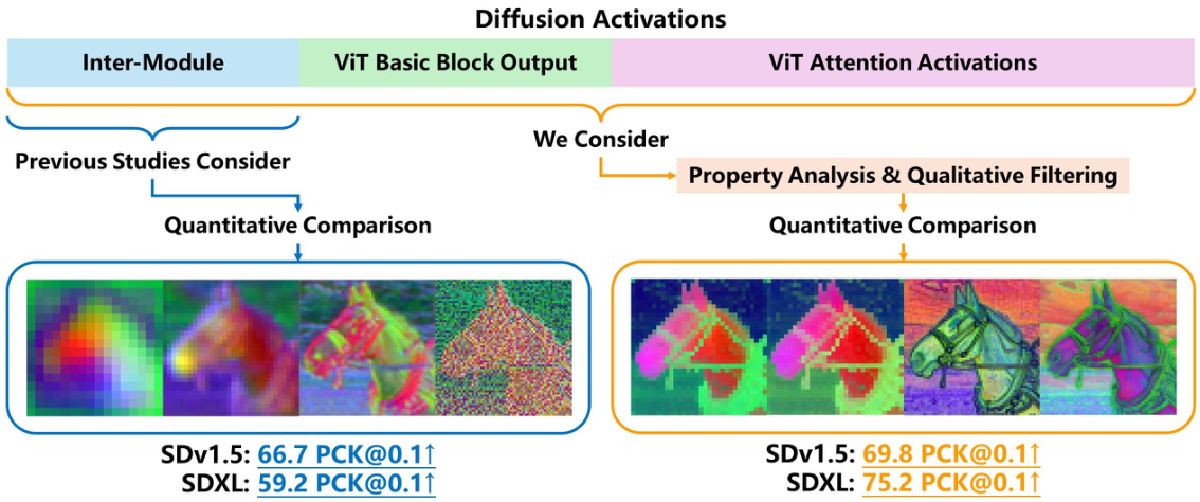 Diffusion Activations
Inter-Module
ViT Basic Block Output
ViT Attention Activations
Previous Studies Consider
We Consider
Property Analysis & Qualitative Filtering
Quantitative Comparison
Quantitative Comparison
SDv1.5: 66.7 PCK@0.1↑
SDXL: 59.2 PCK@0.1↑
SDv1.5: 69.8 PCK@0.1↑
SDXL: 75.2 PCK@0.1↑